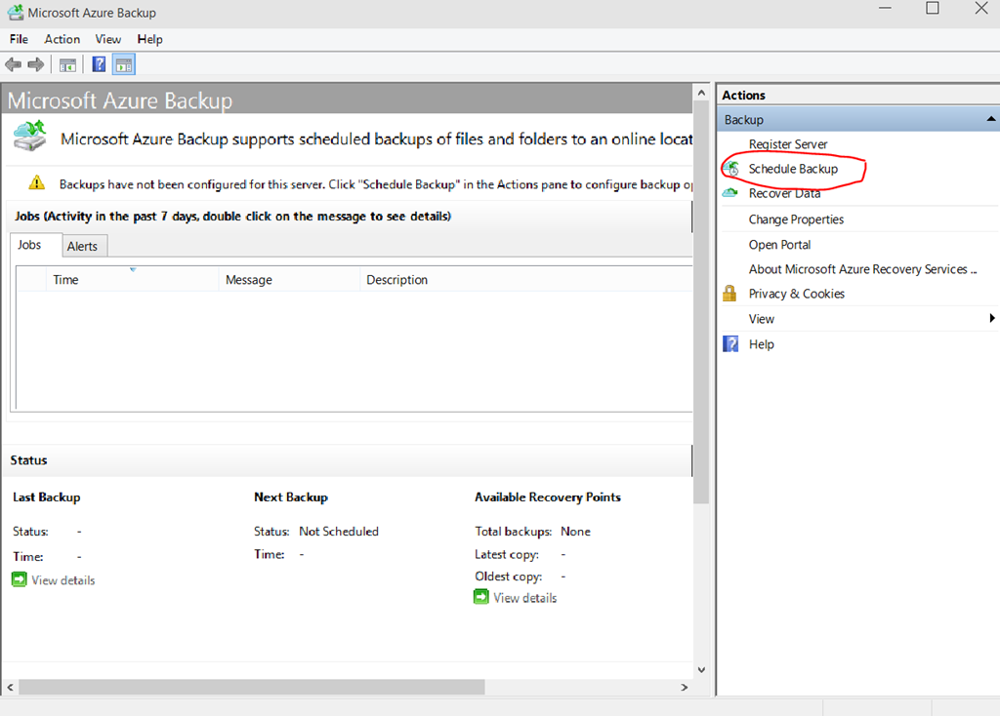 Microsoft Azure Backup
File Action View Help
Microsoft Azure Backup
Microsoft Azure Backup supports scheduled backups of files and folders to an online locat
Backups have not been configured for this server. Click "Schedule Backup" in the Actions pane to configure backup op
Jobs (Activity in the past 7 days, double click on the message to see details)
Jobs Alerts
Time Message Description
Status
Last Backup Next Backup Available Recovery Points
Status: - Status: Not Scheduled Total backups: None
Time: - Time: - Latest copy: -
Oldest copy: -
View details
View details
Actions
Backup
Register Server
Schedule Backup
Recover Data
Change Properties
Open Portal
About Microsoft Azure Recovery Services ...
Privacy & Cookies
View
Help